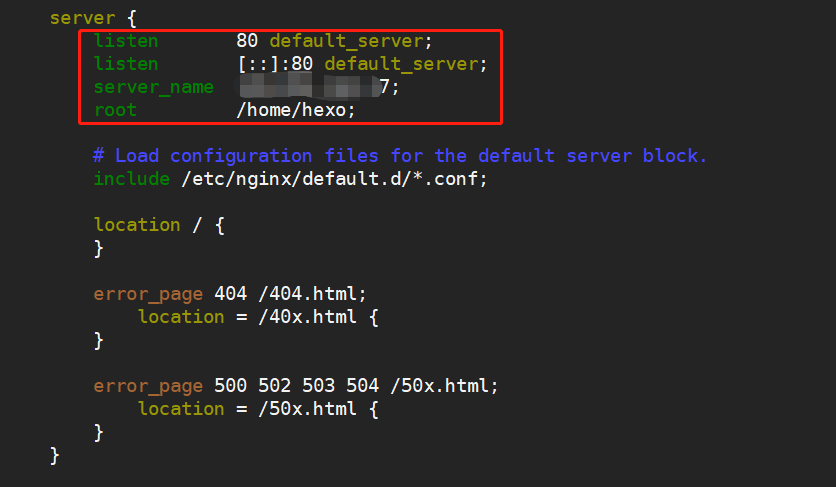 server {
listen 80 default_server;
listen [::]:80 default_server;
server_name 7;
root /home/hexo;
# Load configuration files for the default server block.
include /etc/nginx/default.d/*.conf;
location / {
}
error_page 404 /404.html;
location = /40x.html {
}
error_page 500 502 503 504 /50x.html;
location = /50x.html {
}
}